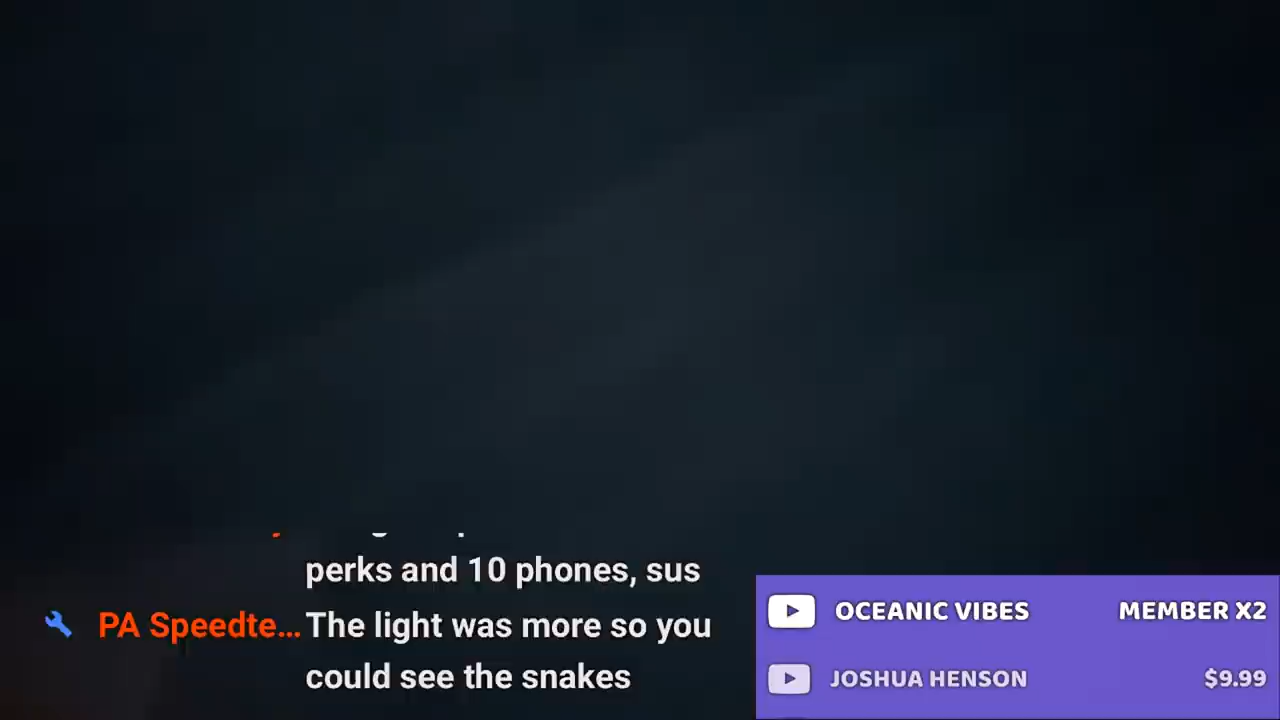 perks and 10 phones, sus
PA Speedte... The light was more so you
could see the snakes
OCEANIC VIBES MEMBER X2
JOSHUA HENSON $9.99